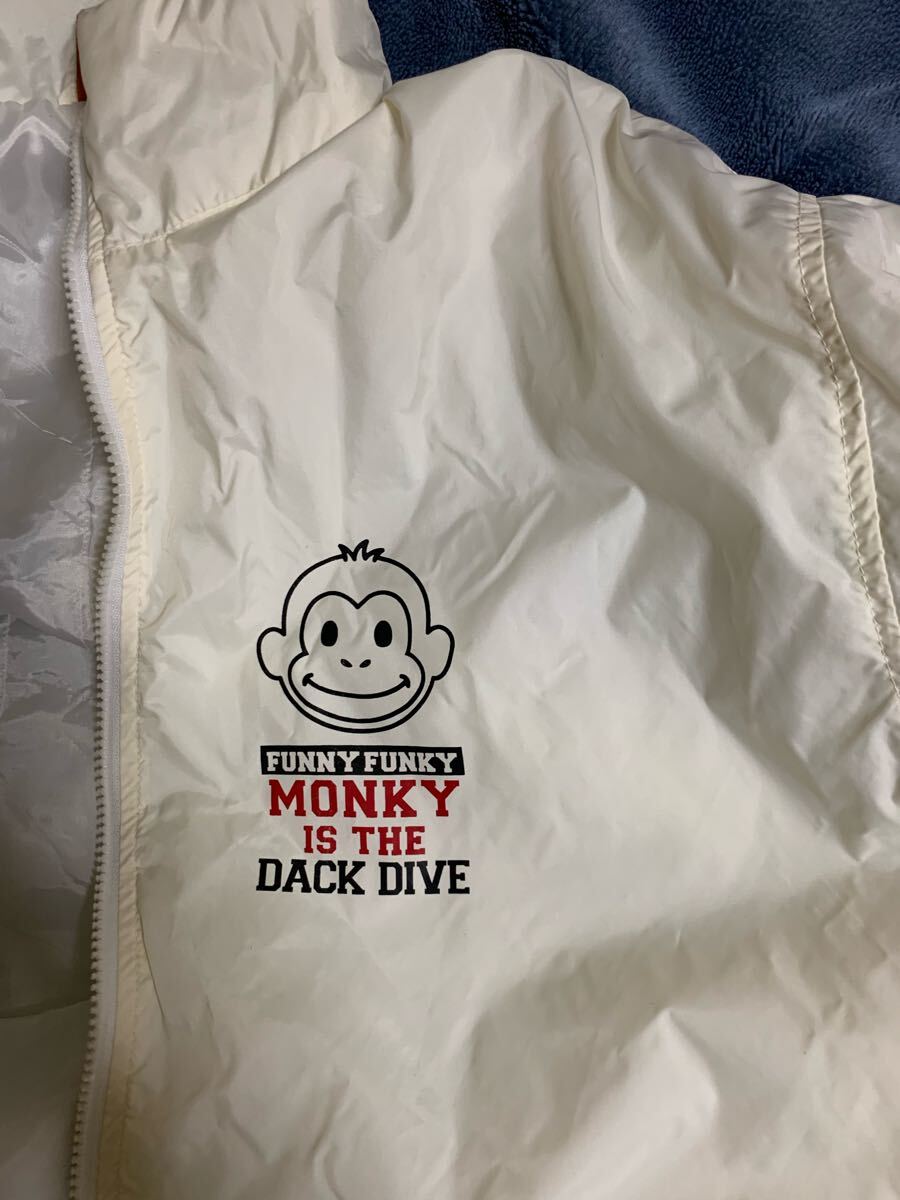 FUNNY FUNKY
MONKY
IS THE
DACK DIVE